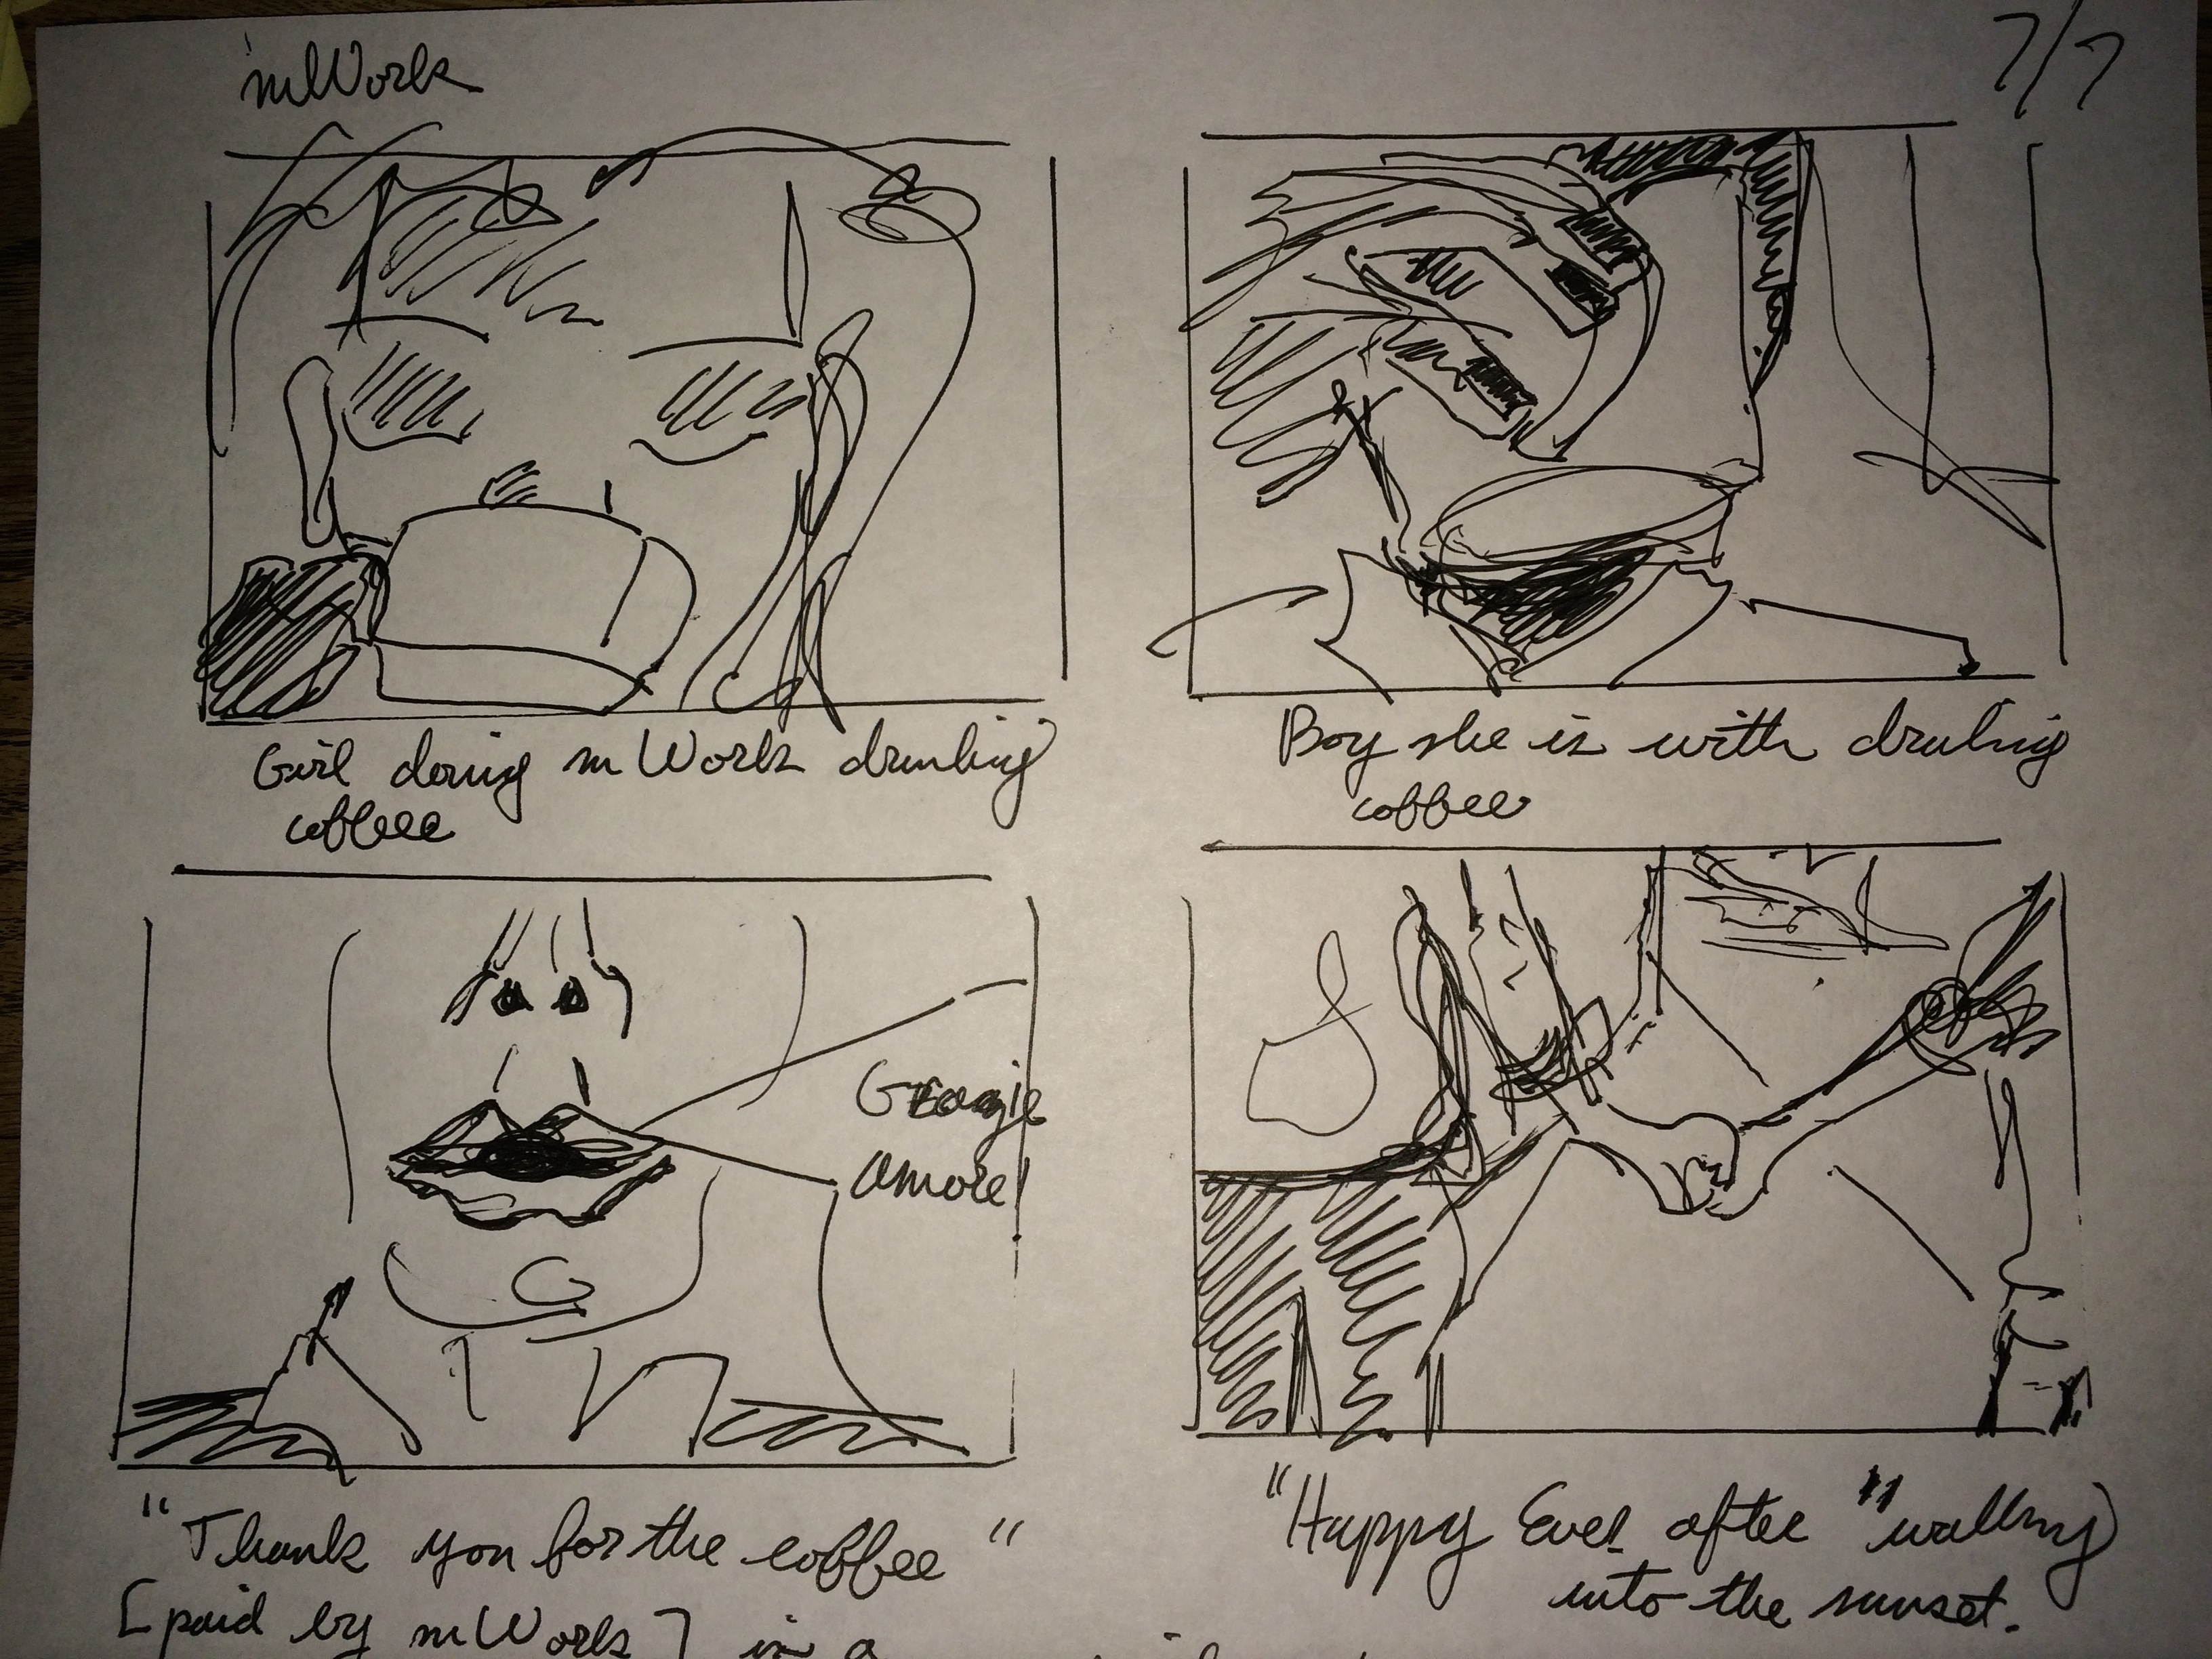 mWork
7/7
Girl doing mWork drinking
coffee
Boy she is with drinking
coffee
Georgie
amore!
"Thank you for the coffee"
[paid by mWork] in a
"Happy Ever after" walking
into the sunset.